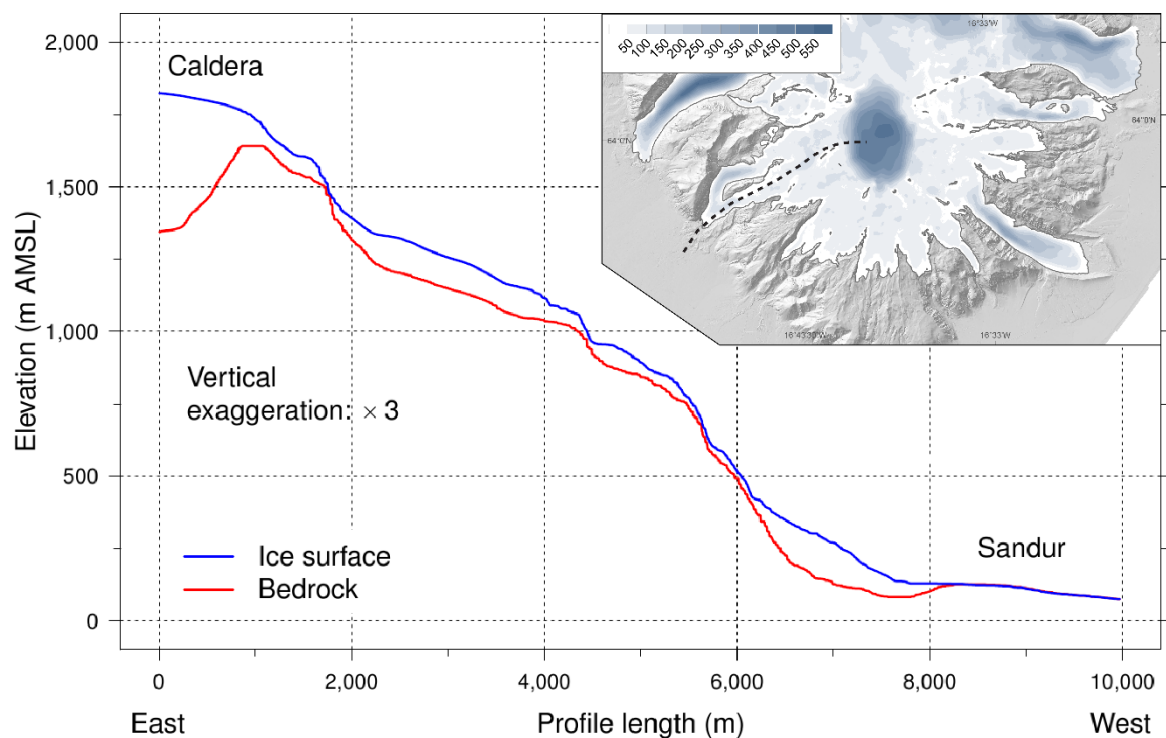 2,000
1,500
1,000
500
0
Elevation (m AMSL)
Caldera
50 100 150 200 250 300 350 400 450 500 550
16°33'W
64°0'N
64°0'N
16°43'30"W
16°33'W
Vertical
exaggeration: × 3
Ice surface
Bedrock
Sandur
0 2,000 4,000 6,000 8,000 10,000
East Profile length (m) West